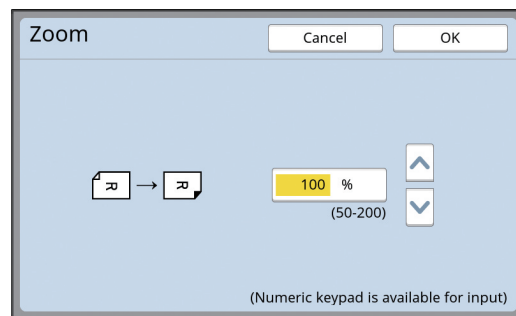 Zoom
Cancel
OK
R → R
100 %
(50-200)
(Numeric keypad is available for input)